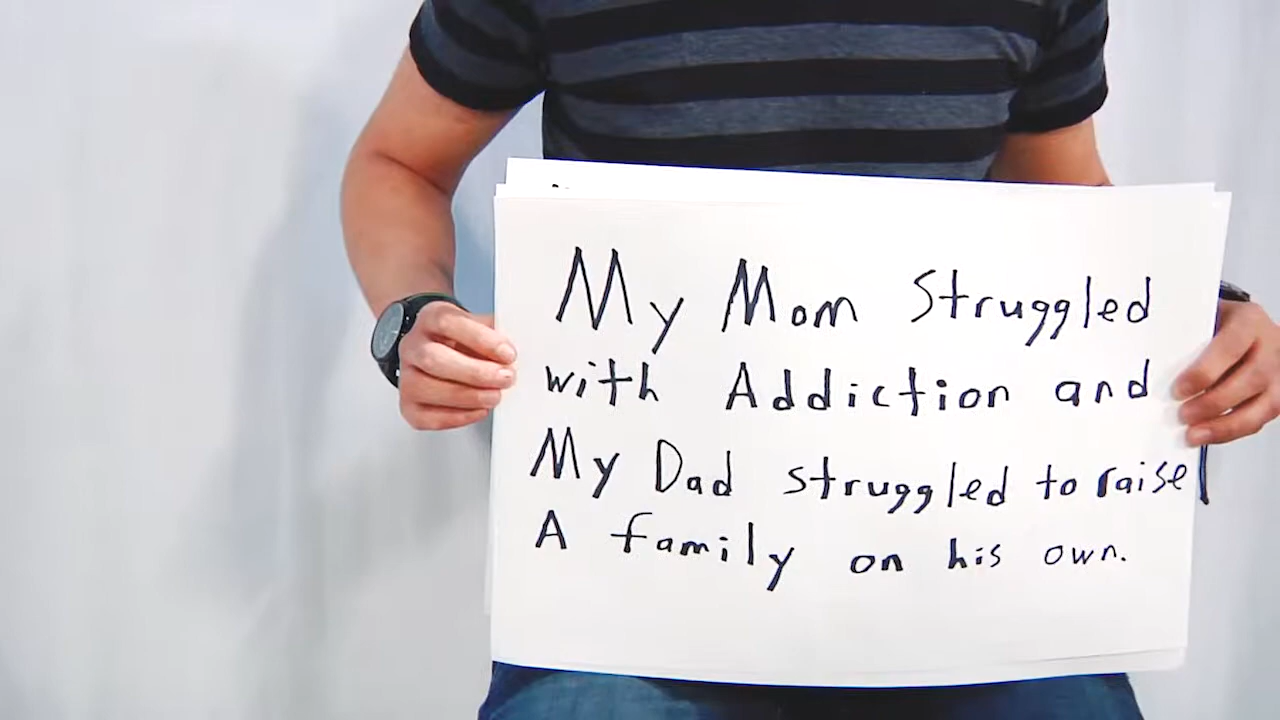 My Mom Struggled
with Addiction and
My Dad struggled to raise
A family on his own.